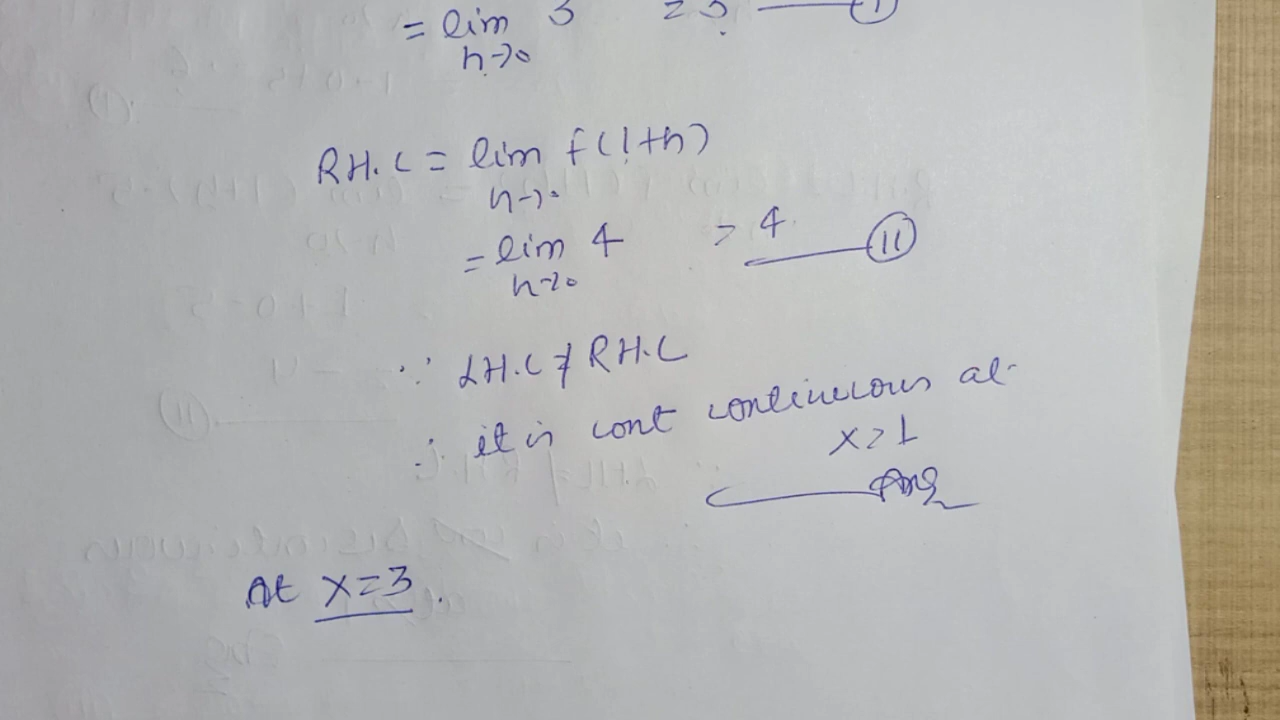 = lim 3 = 3 — (I)
h→0
RH.L = lim f(1+h)
h→0
= lim 4 = 4 — (II)
h→0
∵ LH.L ≠ RH.L
∴ it is cont continuous at
x=1
Ans
At x=3.